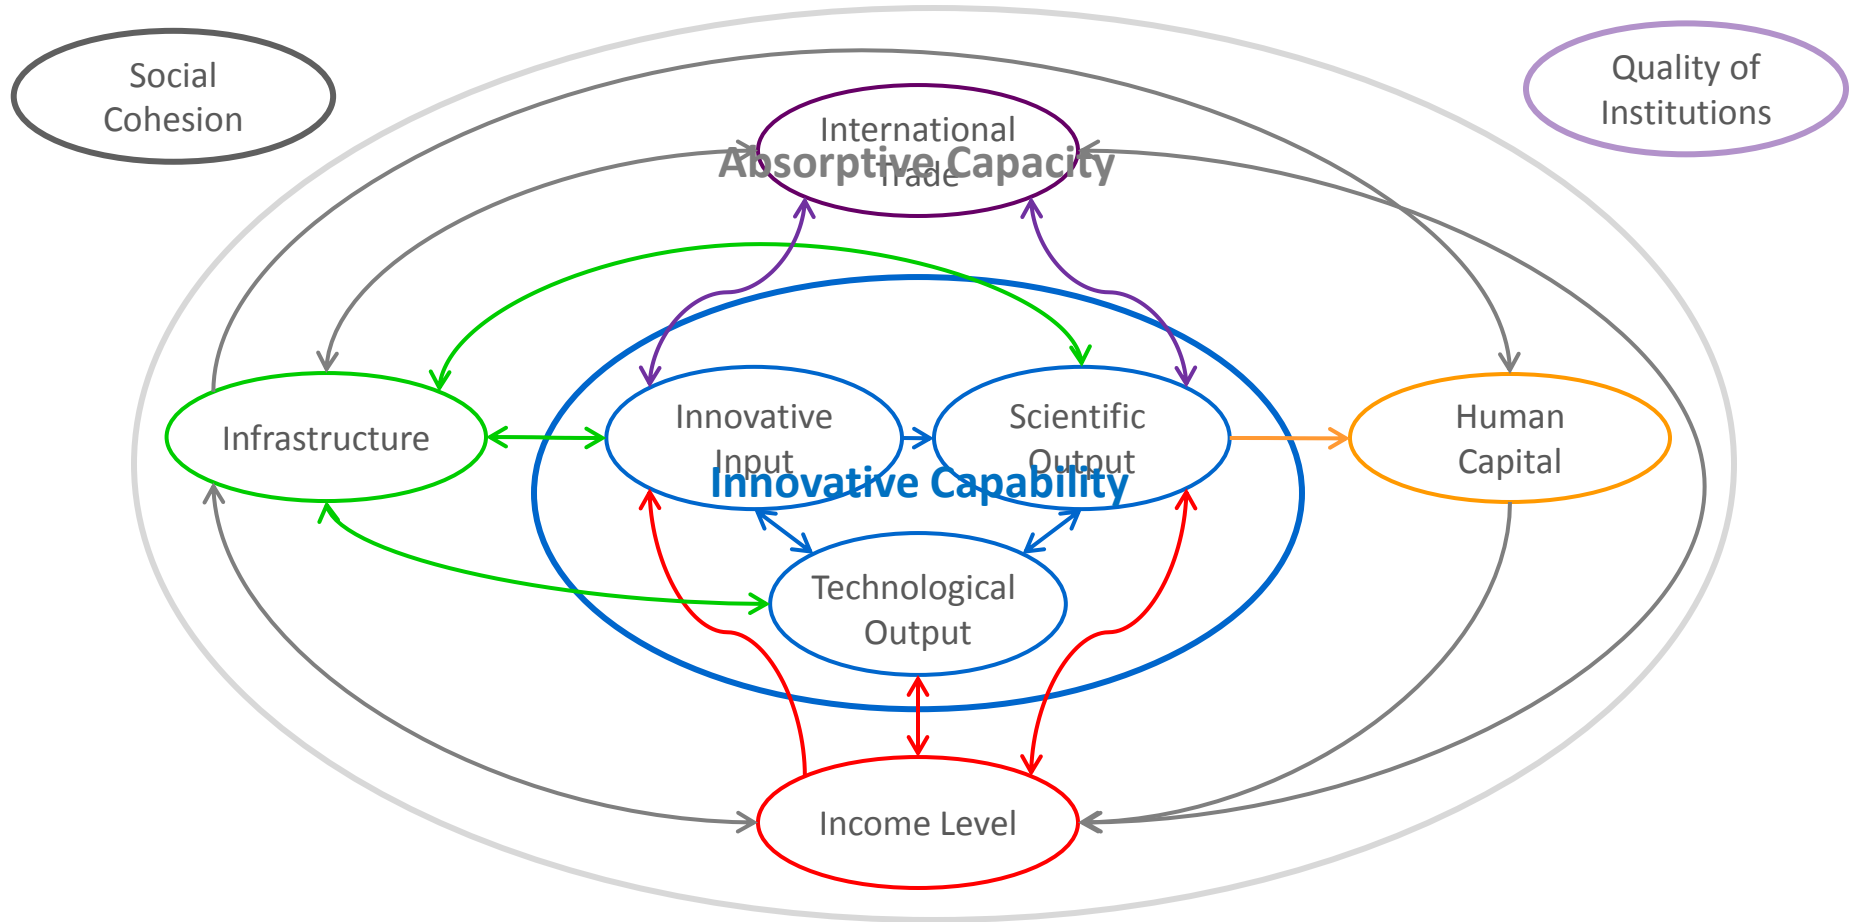 Social
Cohesion
Quality of
Institutions
International
Trade
Absorptive Capacity
Infrastructure
Innovative
Input
Scientific
Output
Human
Capital
Innovative Capability
Technological
Output
Income Level